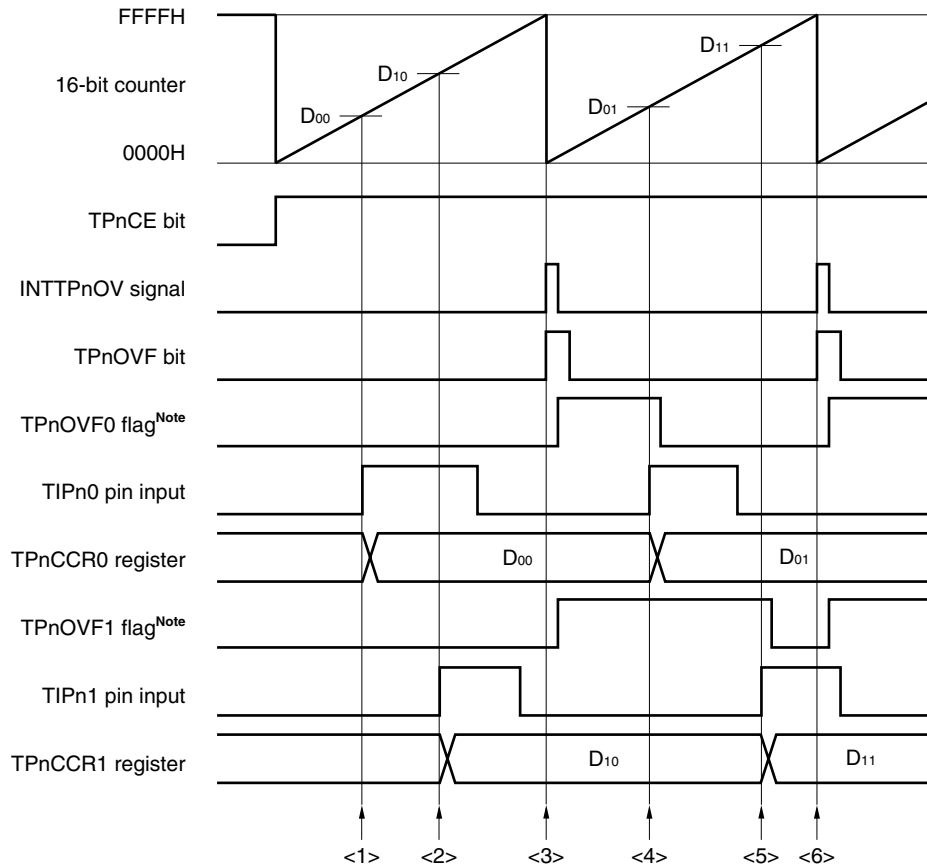 FFFFH
D11
D10
16-bit counter
D00
D01
0000H
TPnCE bit
INTTPnOV signal
TPnOVF bit
TPnOVF0 flagNote
TIPn0 pin input
TPnCCR0 register
D00
D01
TPnOVF1 flagNote
TIPn1 pin input
TPnCCR1 register
D10
D11
<1>
<2>
<3>
<4>
<5>
<6>